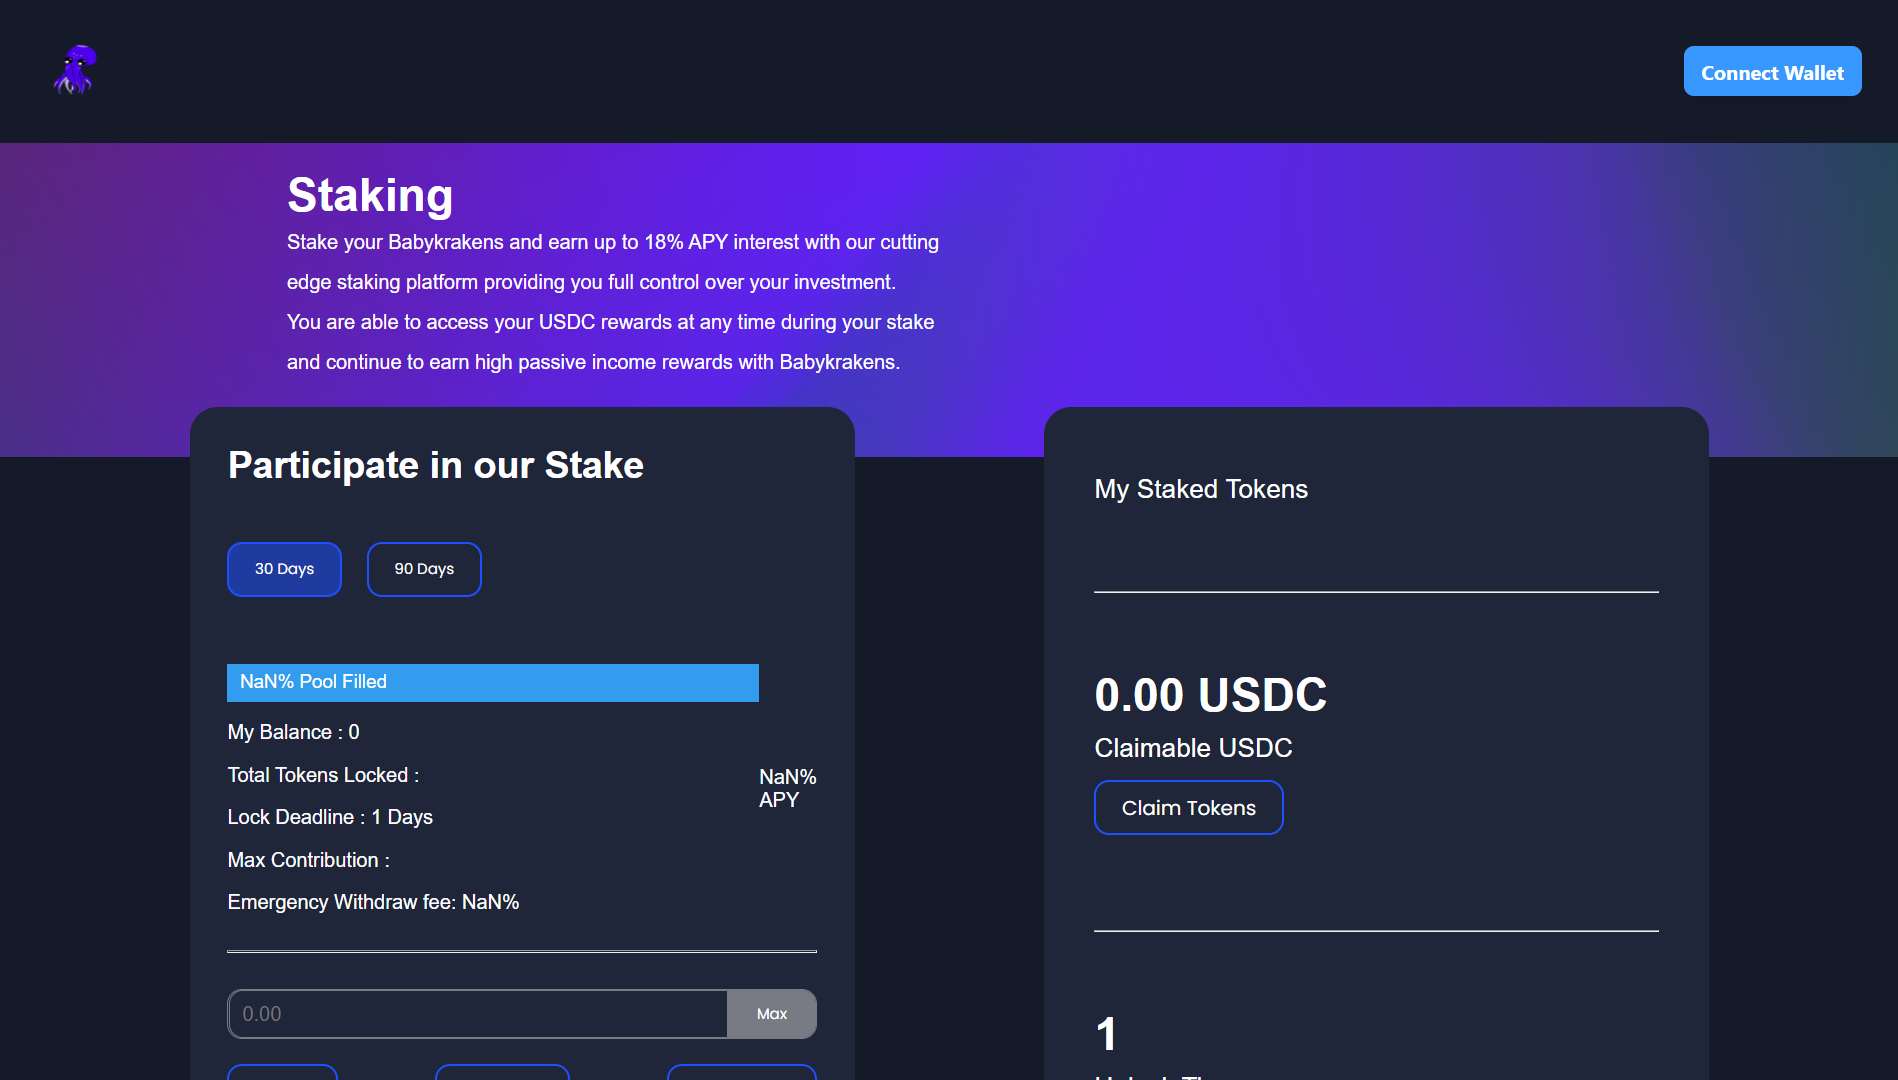 Connect Wallet
Staking
Stake your Babykrakens and earn up to 18% APY interest with our cutting
edge staking platform providing you full control over your investment.
You are able to access your USDC rewards at any time during your stake
and continue to earn high passive income rewards with Babykrakens.
Participate in our Stake
30 Days
90 Days
NaN% Pool Filled
My Balance : 0
Total Tokens Locked :
Lock Deadline : 1 Days
Max Contribution :
Emergency Withdraw fee: NaN%
NaN%
APY
0.00
Max
My Staked Tokens
0.00 USDC
Claimable USDC
Claim Tokens
1